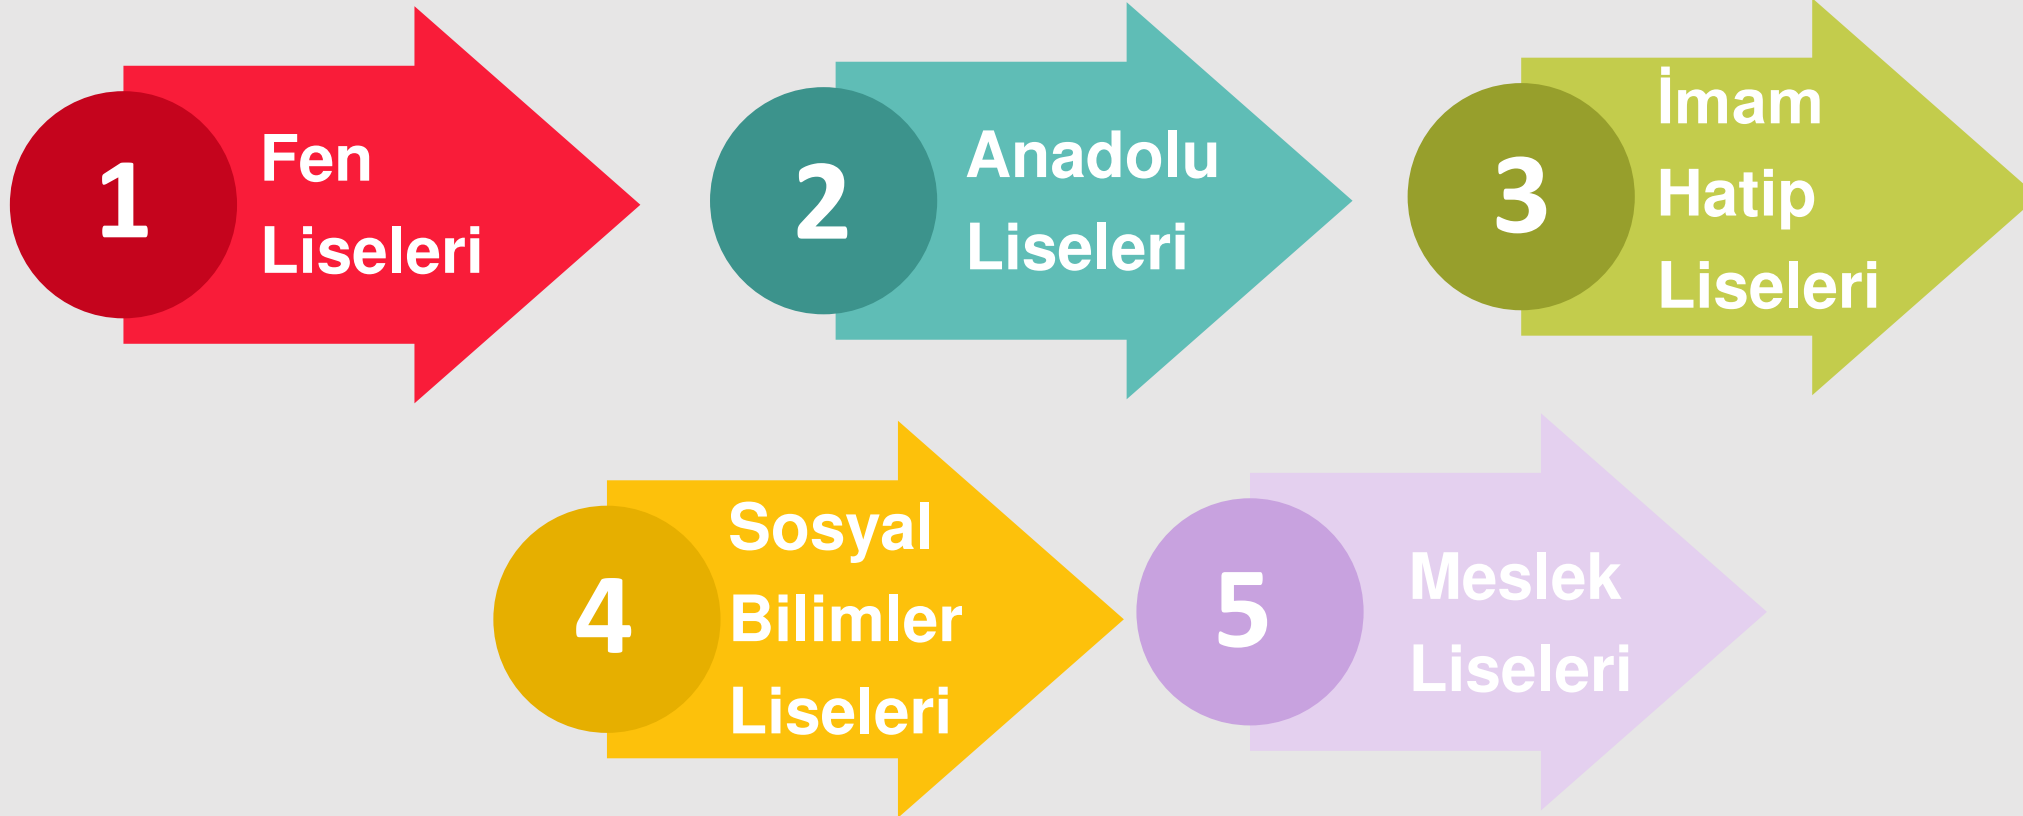 1
Fen
Liseleri
2
Anadolu
Liseleri
3
İmam
Hatip
Liseleri
4
Sosyal
Bilimler
Liseleri
5
Meslek
Liseleri